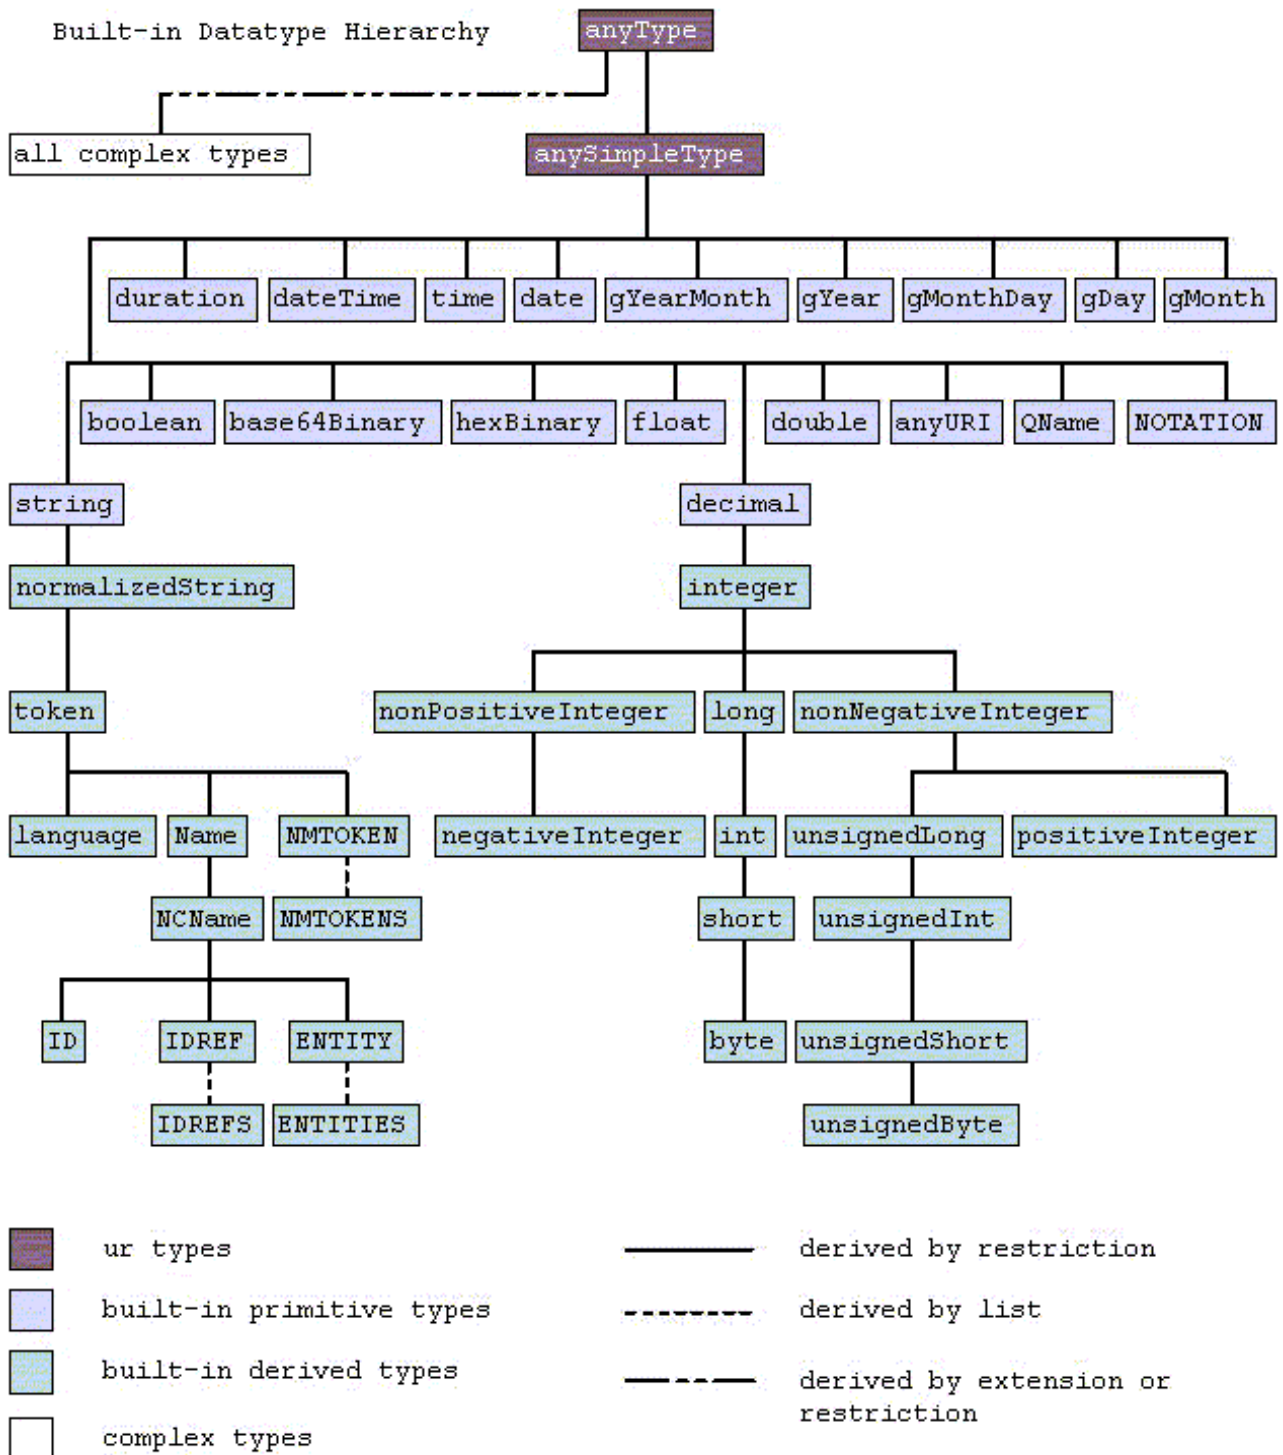 Built-in Datatype Hierarchy anyType
all complex types anySimpleType
duration dateTime time date gYearMonth gYear gMonthDay gDay gMonth
boolean base64Binary hexBinary float double anyURI QName NOTATION
string decimal
normalizedString integer
token nonPositiveInteger long nonNegativeInteger
language Name NMTOKEN negativeInteger int unsignedLong positiveInteger
NCName NMTOKENS short unsignedInt
ID IDREF ENTITY byte unsignedShort
IDREFS ENTITIES unsignedByte
ur types derived by restriction
built-in primitive types derived by list
built-in derived types derived by extension or
restriction
complex types